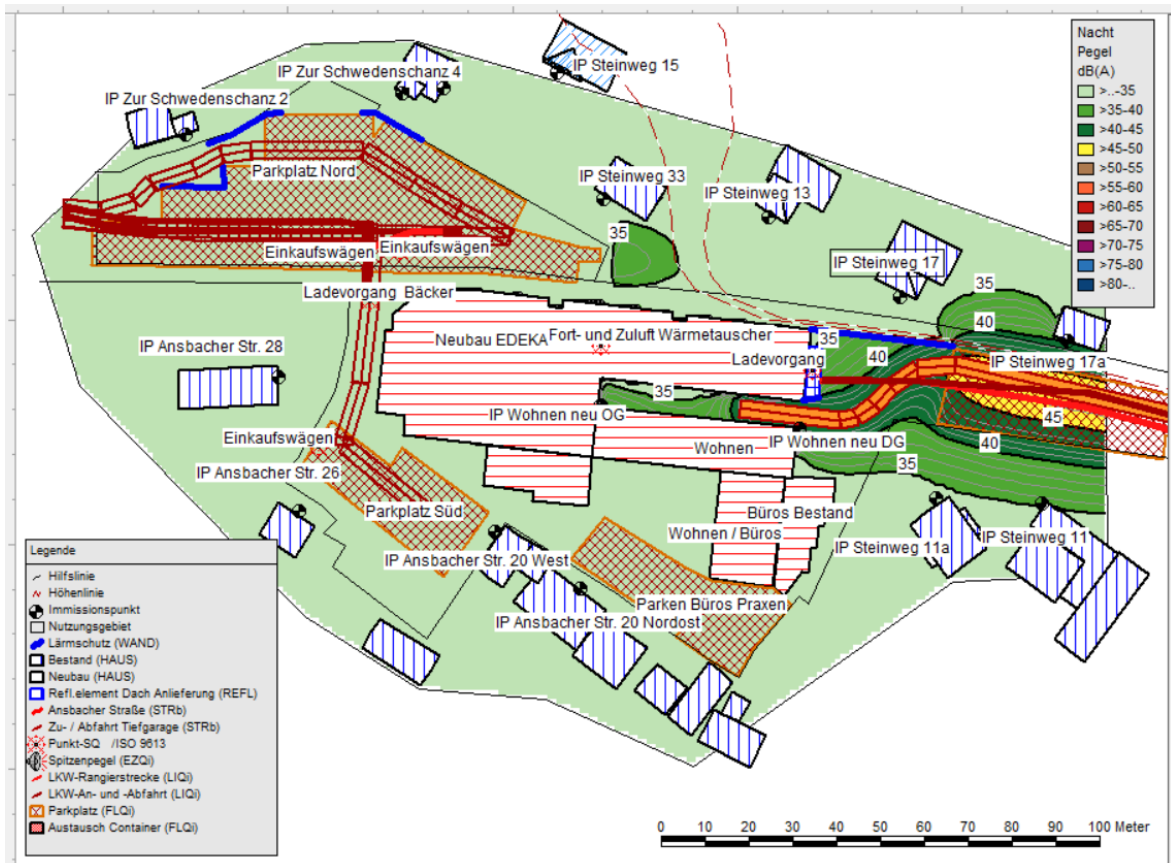 Nacht
Pegel
dB(A)
>..-35
>35-40
>40-45
>45-50
>50-55
>55-60
>60-65
>65-70
>70-75
>75-80
>80-..
IP Steinweg 15
IP Zur Schwedenschanz 4
IP Zur Schwedenschanz 2
Parkplatz Nord
IP Steinweg 33
IP Steinweg 13
35
Einkaufswägen
Einkaufswägen
IP Steinweg 17
Ladevorgang Bäcker
35
40
Neubau EDEKA
Fort- und Zuluft Wärmetauscher
35
IP Ansbacher Str. 28
Ladevorgang
40
IP Steinweg 17a
35
IP Wohnen neu OG
45
Einkaufswägen
Wohnen
IP Wohnen neu DG
40
IP Ansbacher Str. 26
35
Parkplatz Süd
Büros Bestand
Wohnen / Büros
IP Steinweg 11a
IP Steinweg 11
IP Ansbacher Str. 20 West
Parken Büros Praxen
IP Ansbacher Str. 20 Nordost
Legende
Hilfslinie
Höhenlinie
Immissionspunkt
Nutzungsgebiet
Lärmschutz (WAND)
Bestand (HAUS)
Neubau (HAUS)
Refl.element Dach Anlieferung (REFL)
Ansbacher Straße (STRb)
Zu- / Abfahrt Tiefgarage (STRb)
Punkt-SQ /ISO 9613
Spitzenpegel (EZQi)
LKW-Rangierstrecke (LIQi)
LKW-An- und -Abfahrt (LIQi)
Parkplatz (FLQi)
Austausch Container (FLQi)
0 10 20 30 40 50 60 70 80 90 100 Meter